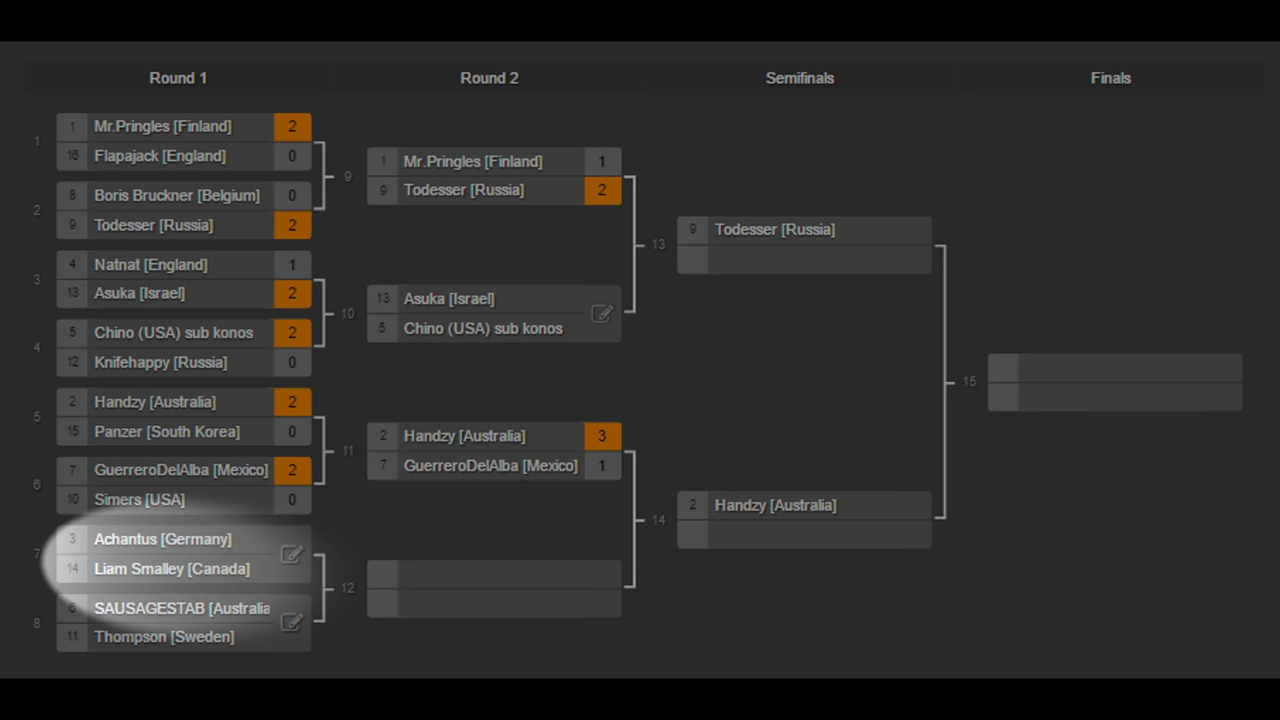 Round 1
Round 2
Semifinals
Finals
1
1 Mr.Pringles [Finland] 2
16 Flapajack [England] 0
2
8 Boris Bruckner [Belgium] 0
9 Todesser [Russia] 2
3
4 Natnat [England] 1
13 Asuka [Israel] 2
4
5 Chino (USA) sub konos 2
12 Knifehappy [Russia] 0
5
2 Handzy [Australia] 2
15 Panzer [South Korea] 0
6
7 GuerreroDelAlba [Mexico] 2
10 Simers [USA] 0
7
3 Achantus [Germany]
14 Liam Smalley [Canada]
8
6 SAUSAGESTAB [Australia
11 Thompson [Sweden]
9
1 Mr.Pringles [Finland] 1
9 Todesser [Russia] 2
10
13 Asuka [Israel]
5 Chino (USA) sub konos
11
2 Handzy [Australia] 3
7 GuerreroDelAlba [Mexico] 1
12
13
9 Todesser [Russia]
14
2 Handzy [Australia]
15